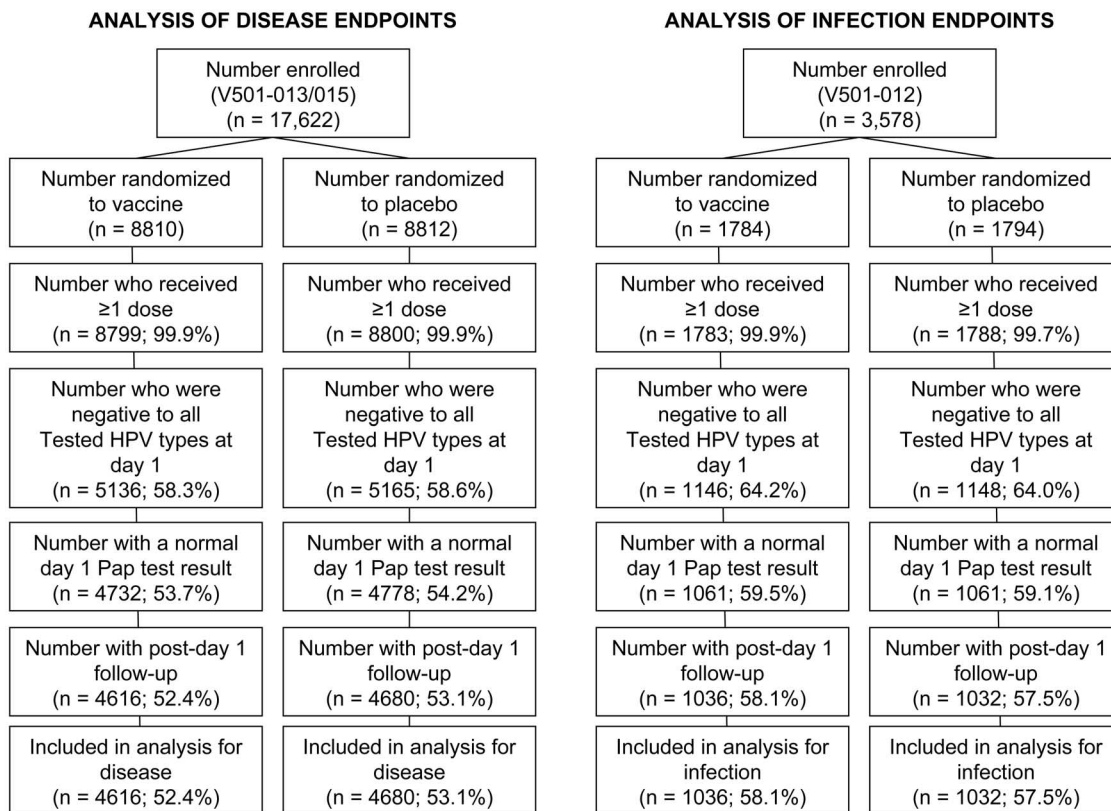 ANALYSIS OF DISEASE ENDPOINTS
Number enrolled
(V501-013/015)
(n = 17,622)
Number randomized
to vaccine
(n = 8810)
Number randomized
to placebo
(n = 8812)
Number who received
≥1 dose
(n = 8799; 99.9%)
Number who received
≥1 dose
(n = 8800; 99.9%)
Number who were
negative to all
Tested HPV types at
day 1
(n = 5136; 58.3%)
Number who were
negative to all
Tested HPV types at
day 1
(n = 5165; 58.6%)
Number with a normal
day 1 Pap test result
(n = 4732; 53.7%)
Number with a normal
day 1 Pap test result
(n = 4778; 54.2%)
Number with post-day 1
follow-up
(n = 4616; 52.4%)
Number with post-day 1
follow-up
(n = 4680; 53.1%)
Included in analysis for
disease
(n = 4616; 52.4%)
Included in analysis for
disease
(n = 4680; 53.1%)
ANALYSIS OF INFECTION ENDPOINTS
Number enrolled
(V501-012)
(n = 3,578)
Number randomized
to vaccine
(n = 1784)
Number randomized
to placebo
(n = 1794)
Number who received
≥1 dose
(n = 1783; 99.9%)
Number who received
≥1 dose
(n = 1788; 99.7%)
Number who were
negative to all
Tested HPV types at
day 1
(n = 1146; 64.2%)
Number who were
negative to all
Tested HPV types at
day 1
(n = 1148; 64.0%)
Number with a normal
day 1 Pap test result
(n = 1061; 59.5%)
Number with a normal
day 1 Pap test result
(n = 1061; 59.1%)
Number with post-day 1
follow-up
(n = 1036; 58.1%)
Number with post-day 1
follow-up
(n = 1032; 57.5%)
Included in analysis for
infection
(n = 1036; 58.1%)
Included in analysis for
infection
(n = 1032; 57.5%)